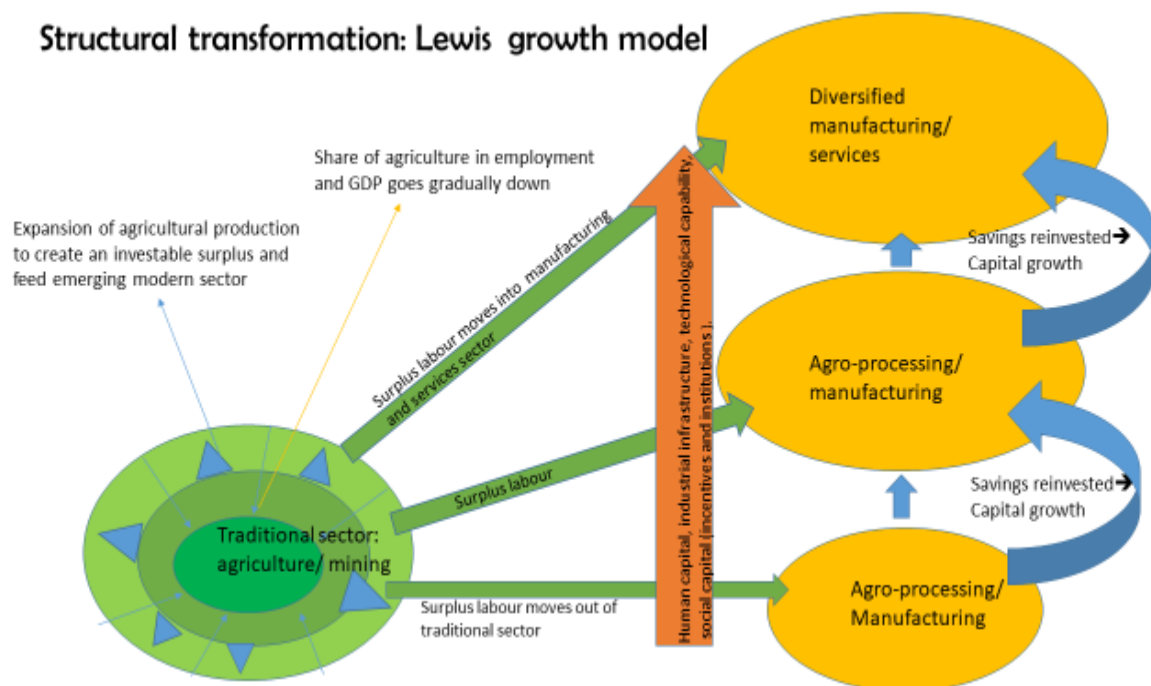 Structural transformation: Lewis growth model
Share of agriculture in employment
and GDP goes gradually down
Expansion of agricultural production
to create an investable surplus and
feed emerging modern sector
Surplus labour moves into manufacturing
and services sector
Surplus labour
Surplus labour moves out of
traditional sector
Traditional sector:
agriculture/ mining
Human capital, industrial infrastructure, technological capability,
social capital (incentives and institutions ).
Diversified
manufacturing/
services
Savings reinvested→
Capital growth
Agro-processing/
manufacturing
Savings reinvested→
Capital growth
Agro-processing/
Manufacturing